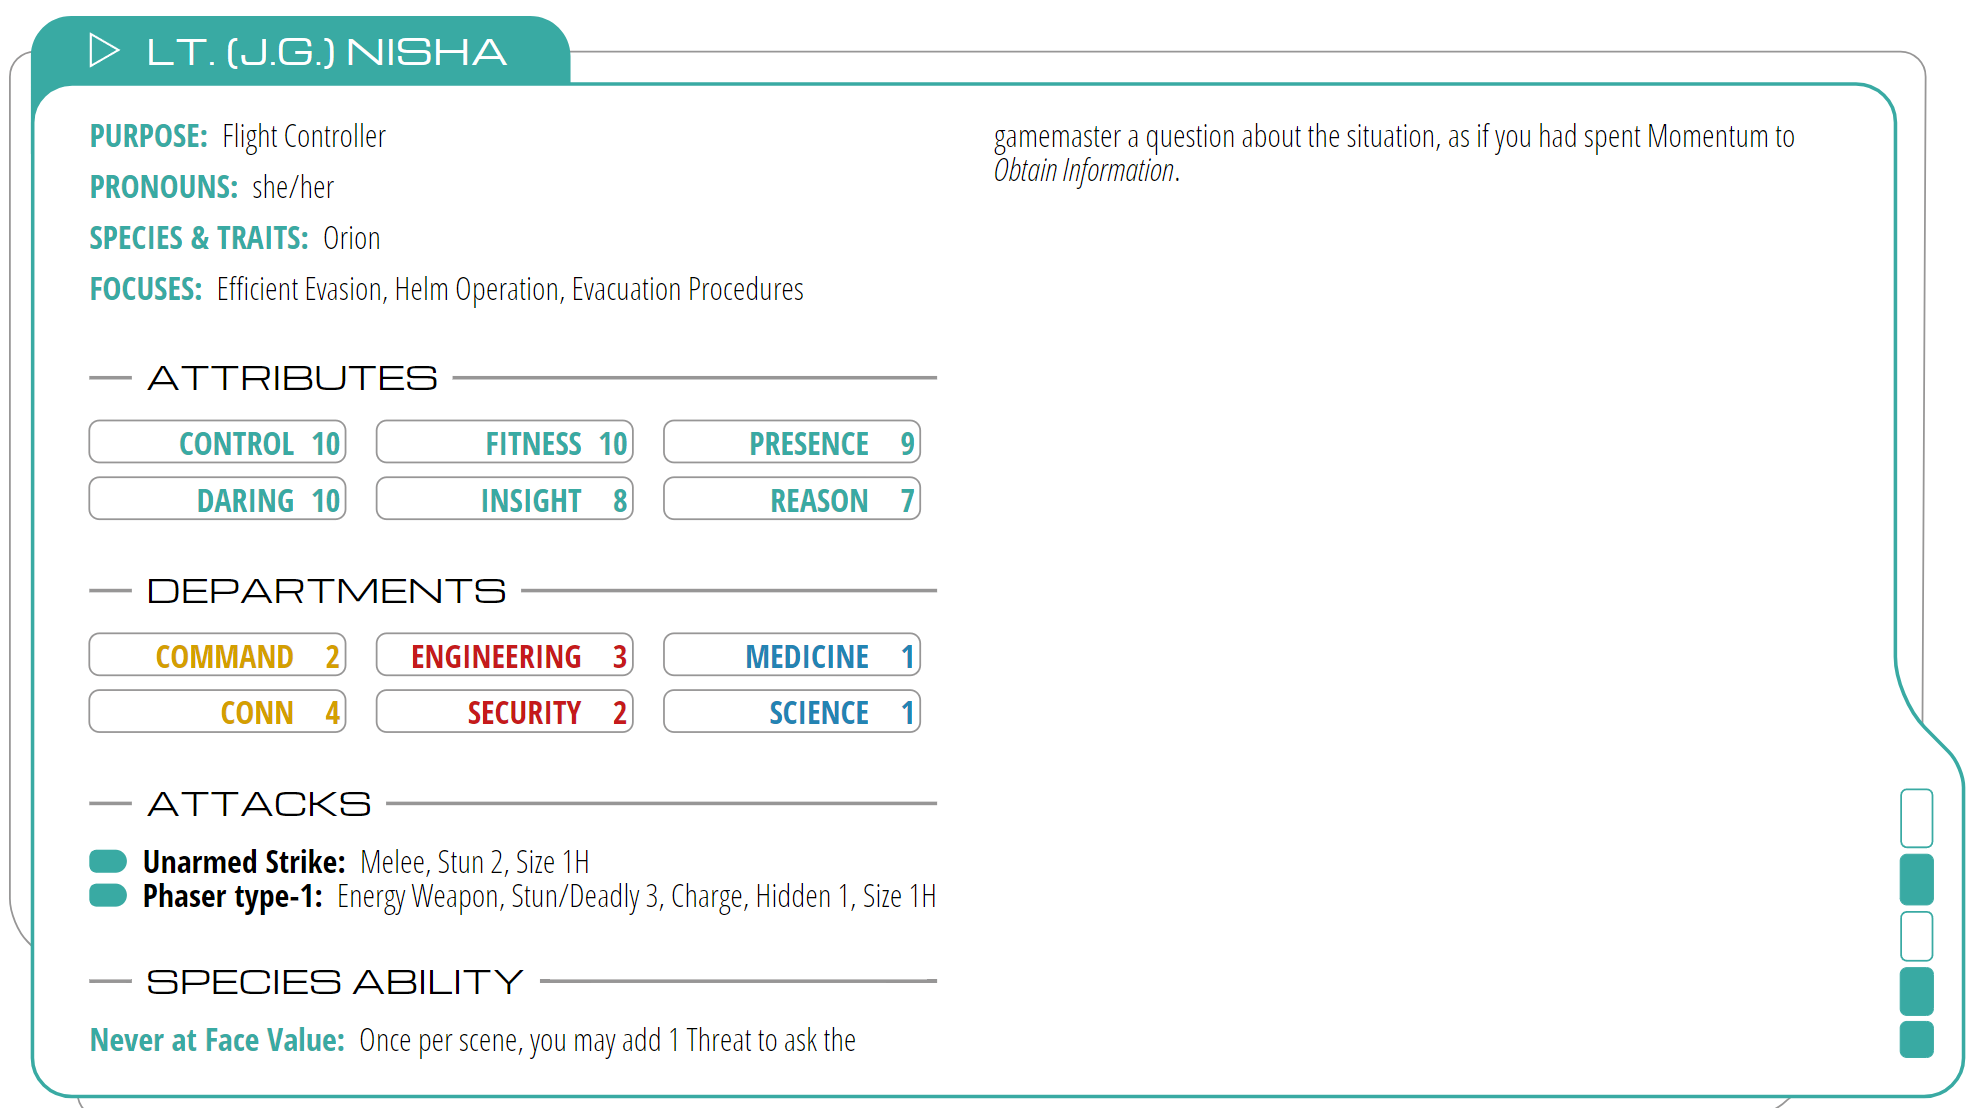 LT. (J.G.) NISHA
PURPOSE: Flight Controller
PRONOUNS: she/her
SPECIES & TRAITS: Orion
FOCUSES: Efficient Evasion, Helm Operation, Evacuation Procedures
ATTRIBUTES
CONTROL 10 FITNESS 10 PRESENCE 9
DARING 10 INSIGHT 8 REASON 7
DEPARTMENTS
COMMAND 2 ENGINEERING 3 MEDICINE 1
CONN 4 SECURITY 2 SCIENCE 1
ATTACKS
Unarmed Strike: Melee, Stun 2, Size 1H
Phaser type-1: Energy Weapon, Stun/Deadly 3, Charge, Hidden 1, Size 1H
SPECIES ABILITY
Never at Face Value: Once per scene, you may add 1 Threat to ask the
gamemaster a question about the situation, as if you had spent Momentum to
Obtain Information.